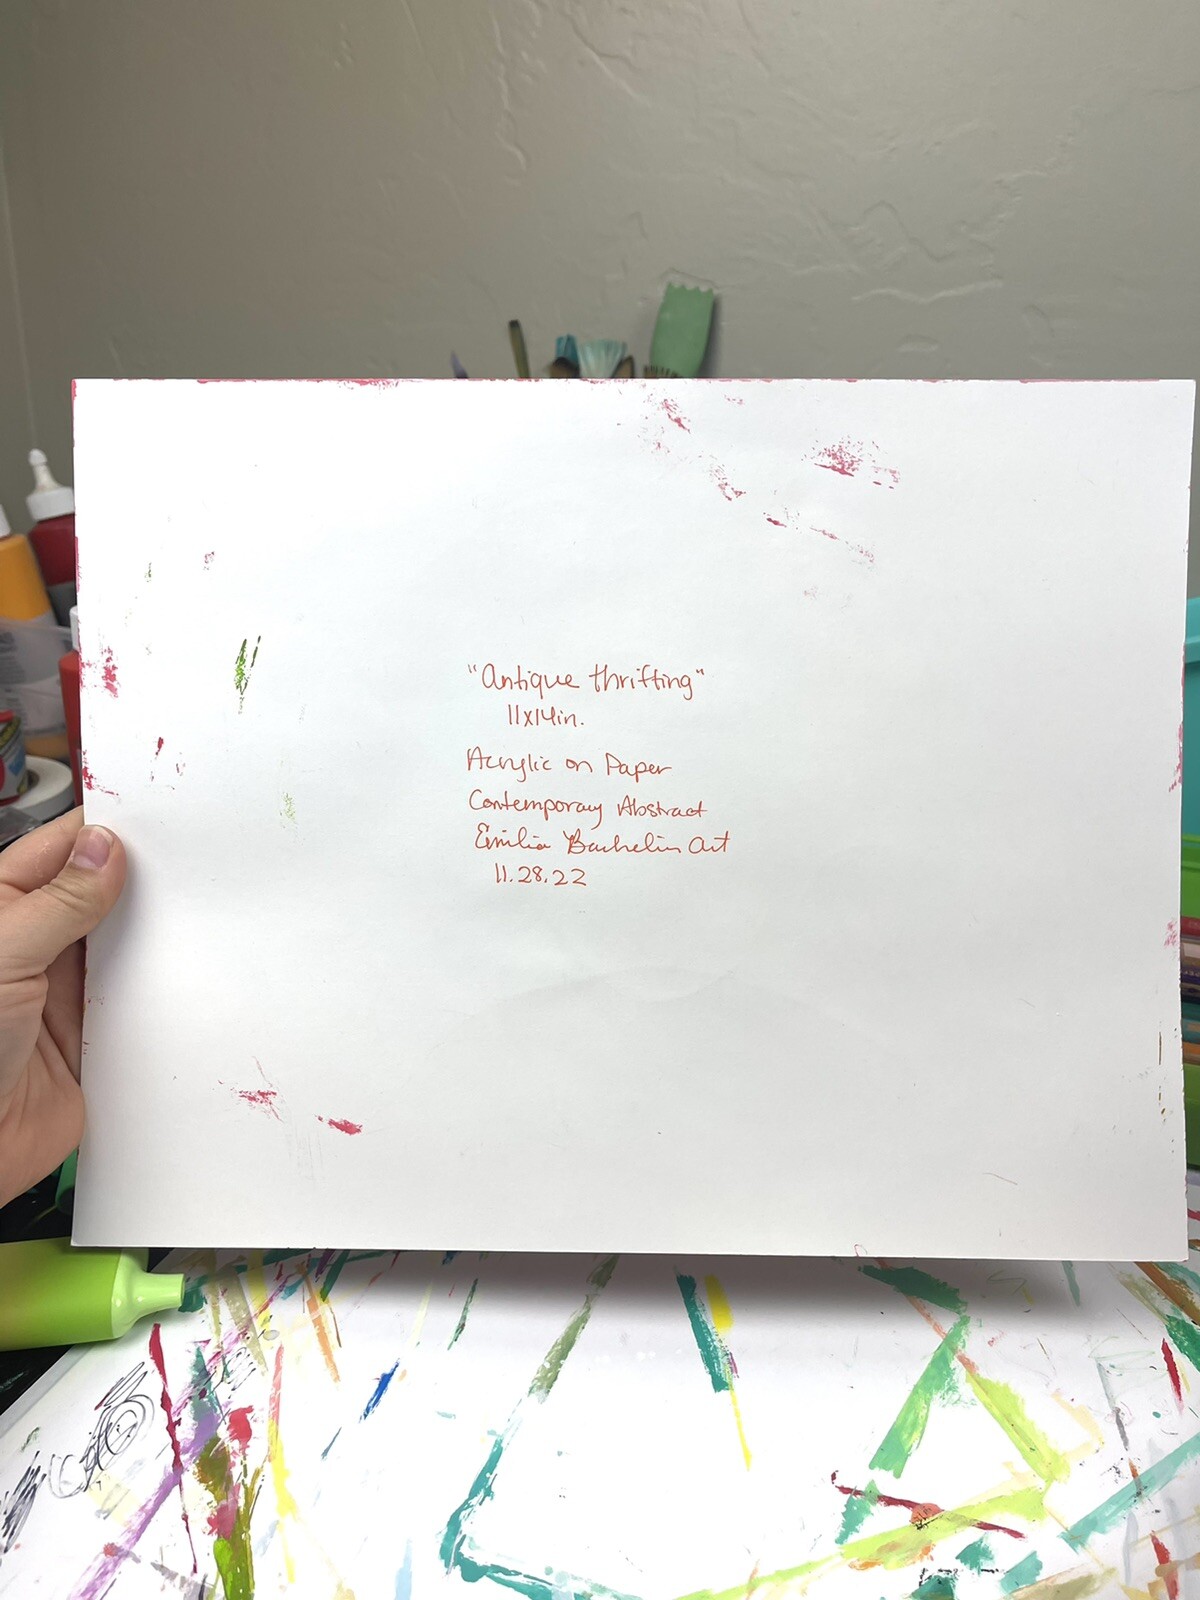 "Antique thrifting"
11x14in.
Acrylic on Paper
Contemporary Abstract
Emilia Bachelin Art
11.28.22